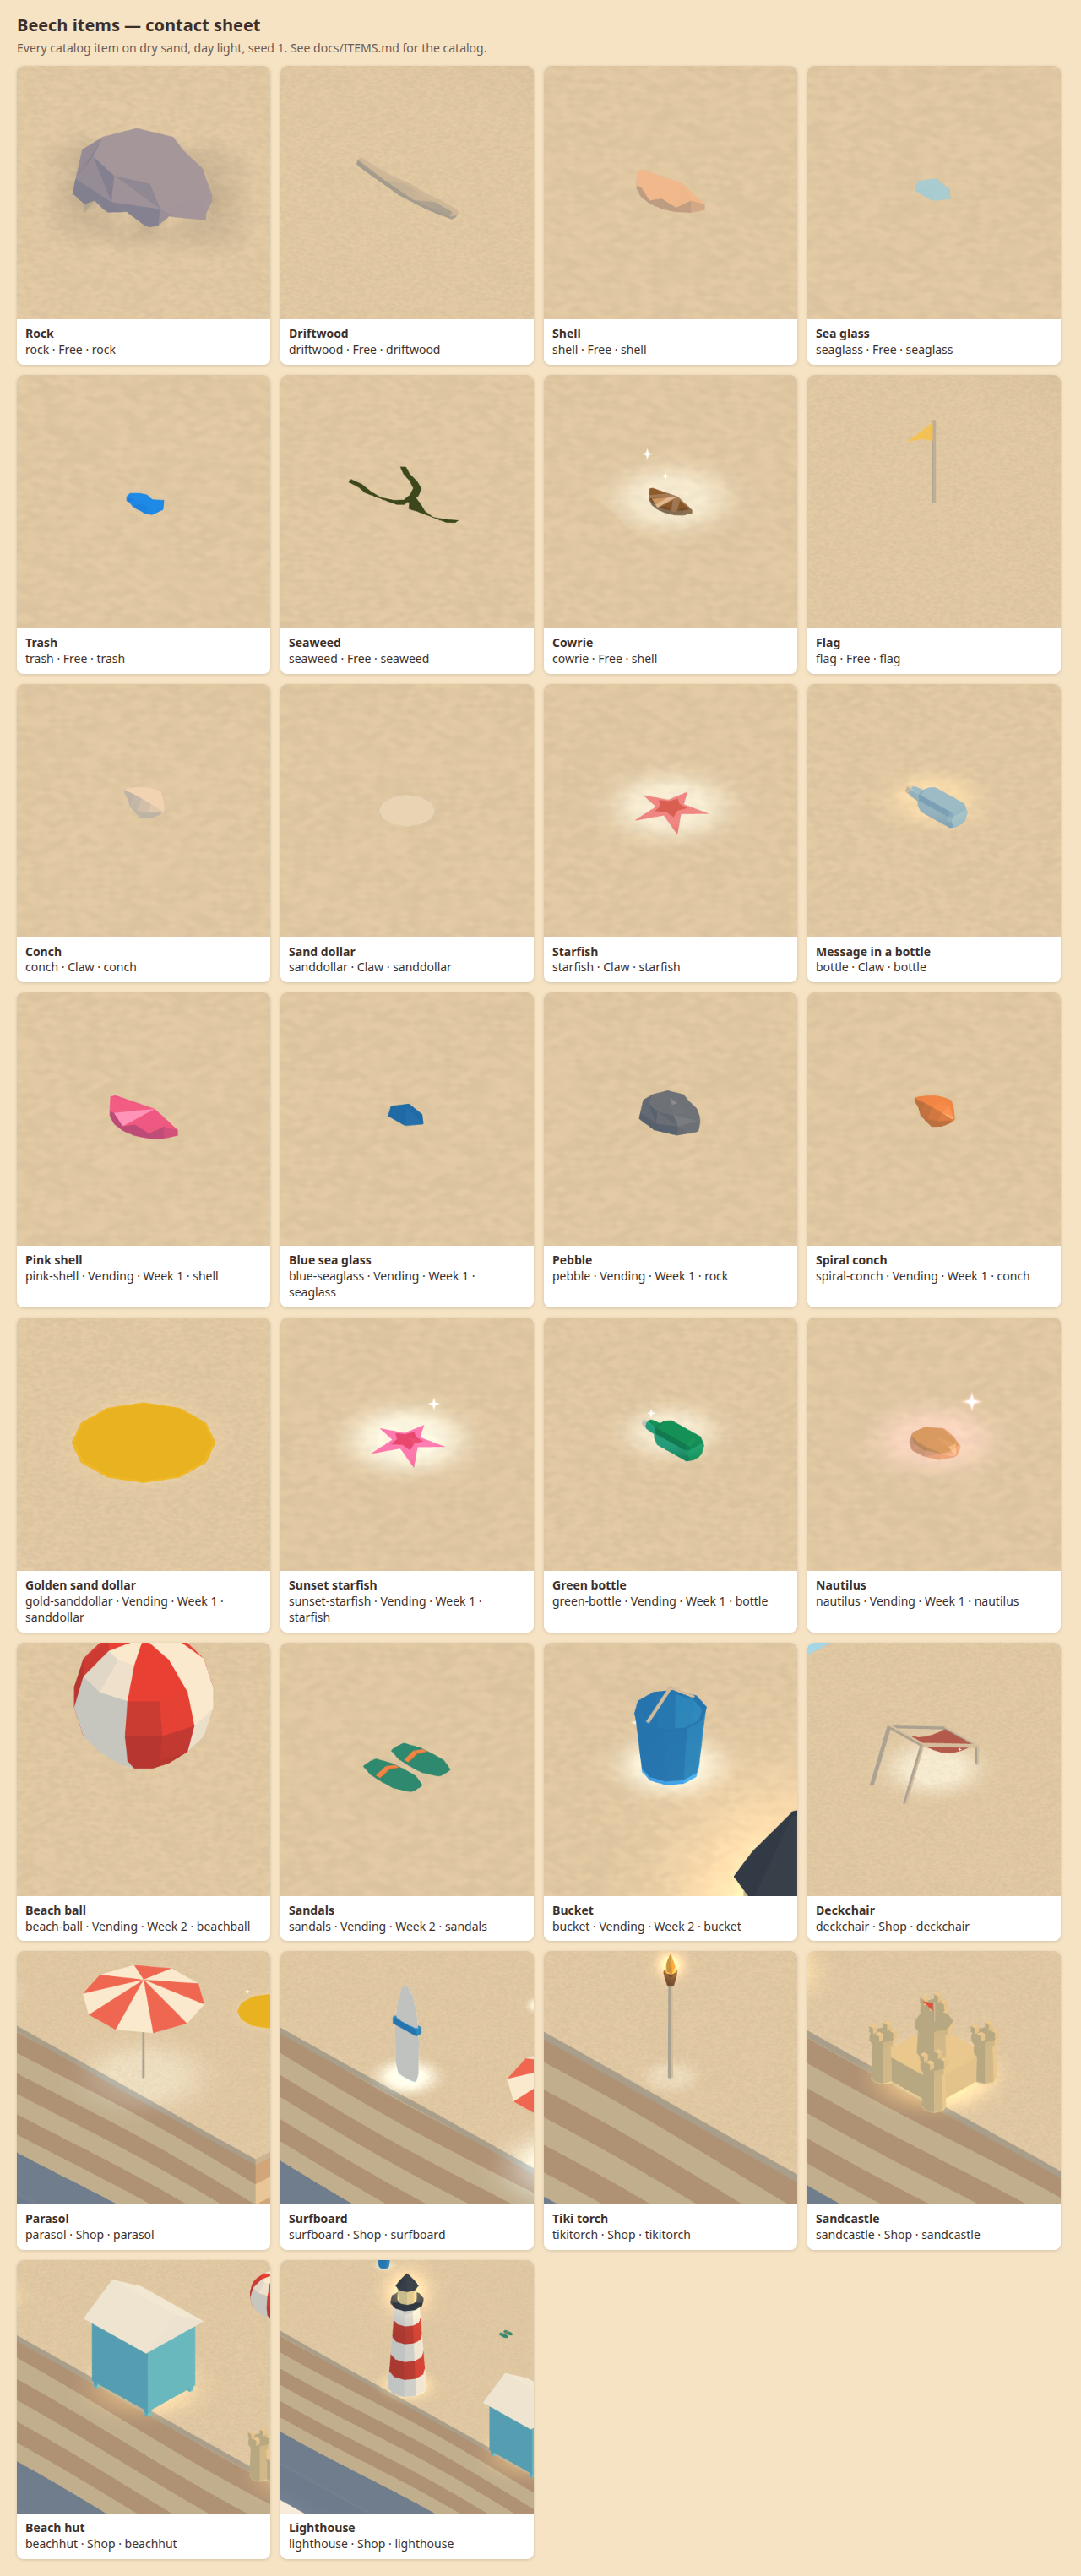 Beech items — contact sheet
Every catalog item on dry sand, day light, seed 1. See docs/ITEMS.md for the catalog.
Rock
rock · Free · rock
Driftwood
driftwood · Free · driftwood
Shell
shell · Free · shell
Sea glass
seaglass · Free · seaglass
Trash
trash · Free · trash
Seaweed
seaweed · Free · seaweed
Cowrie
cowrie · Free · shell
Flag
flag · Free · flag
Conch
conch · Claw · conch
Sand dollar
sanddollar · Claw · sanddollar
Starfish
starfish · Claw · starfish
Message in a bottle
bottle · Claw · bottle
Pink shell
pink-shell · Vending · Week 1 · shell
Blue sea glass
blue-seaglass · Vending · Week 1 ·
seaglass
Pebble
pebble · Vending · Week 1 · rock
Spiral conch
spiral-conch · Vending · Week 1 · conch
Golden sand dollar
gold-sanddollar · Vending · Week 1 ·
sanddollar
Sunset starfish
sunset-starfish · Vending · Week 1 ·
starfish
Green bottle
green-bottle · Vending · Week 1 · bottle
Nautilus
nautilus · Vending · Week 1 · nautilus
Beach ball
beach-ball · Vending · Week 2 · beachball
Sandals
sandals · Vending · Week 2 · sandals
Bucket
bucket · Vending · Week 2 · bucket
Deckchair
deckchair · Shop · deckchair
Parasol
parasol · Shop · parasol
Surfboard
surfboard · Shop · surfboard
Tiki torch
tikitorch · Shop · tikitorch
Sandcastle
sandcastle · Shop · sandcastle
Beach hut
beachhut · Shop · beachhut
Lighthouse
lighthouse · Shop · lighthouse